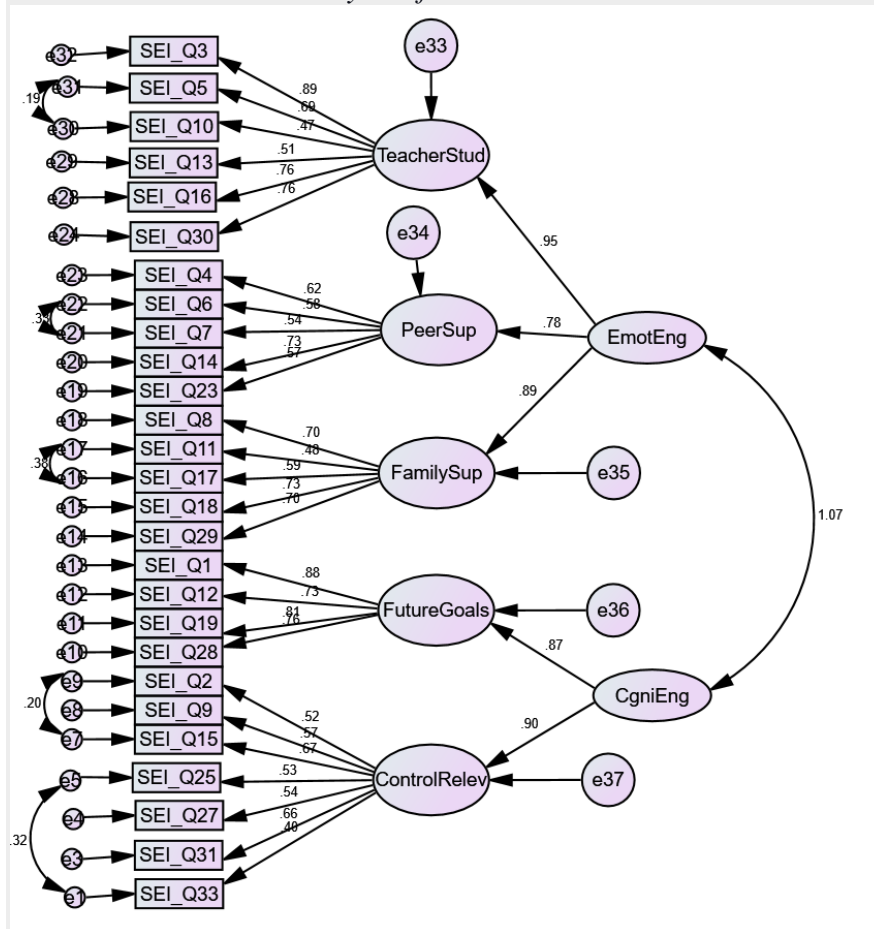 e33
e32 SEI_Q3
.89
e31 SEI_Q5
.69
.19
.47
e30 SEI_Q10
.51
e29 SEI_Q13
TeacherStud
.76
e28 SEI_Q16
.76
e24 SEI_Q30
e34
.95
e23 SEI_Q4
.62
e22 SEI_Q6
.58
.54
e21 SEI_Q7
PeerSup
.78
EmotEng
.73
e20 SEI_Q14
.57
e19 SEI_Q23
.89
e18 SEI_Q8
.70
e17 SEI_Q11
.48
.38
.59
e16 SEI_Q17
FamilySup
e35
.73
e15 SEI_Q18
.70
e14 SEI_Q29
1.07
e13 SEI_Q1
.88
e12 SEI_Q12
.73
.81
FutureGoals
e36
e11 SEI_Q19
.76
e10 SEI_Q28
.87
e9 SEI_Q2
CgniEng
.20
e8 SEI_Q9
.52
.57
.90
e7 SEI_Q15
.67
e5 SEI_Q25
.53
ControlRelev
e37
.54
e4 SEI_Q27
.66
.32
.40
e3 SEI_Q31
e1 SEI_Q33